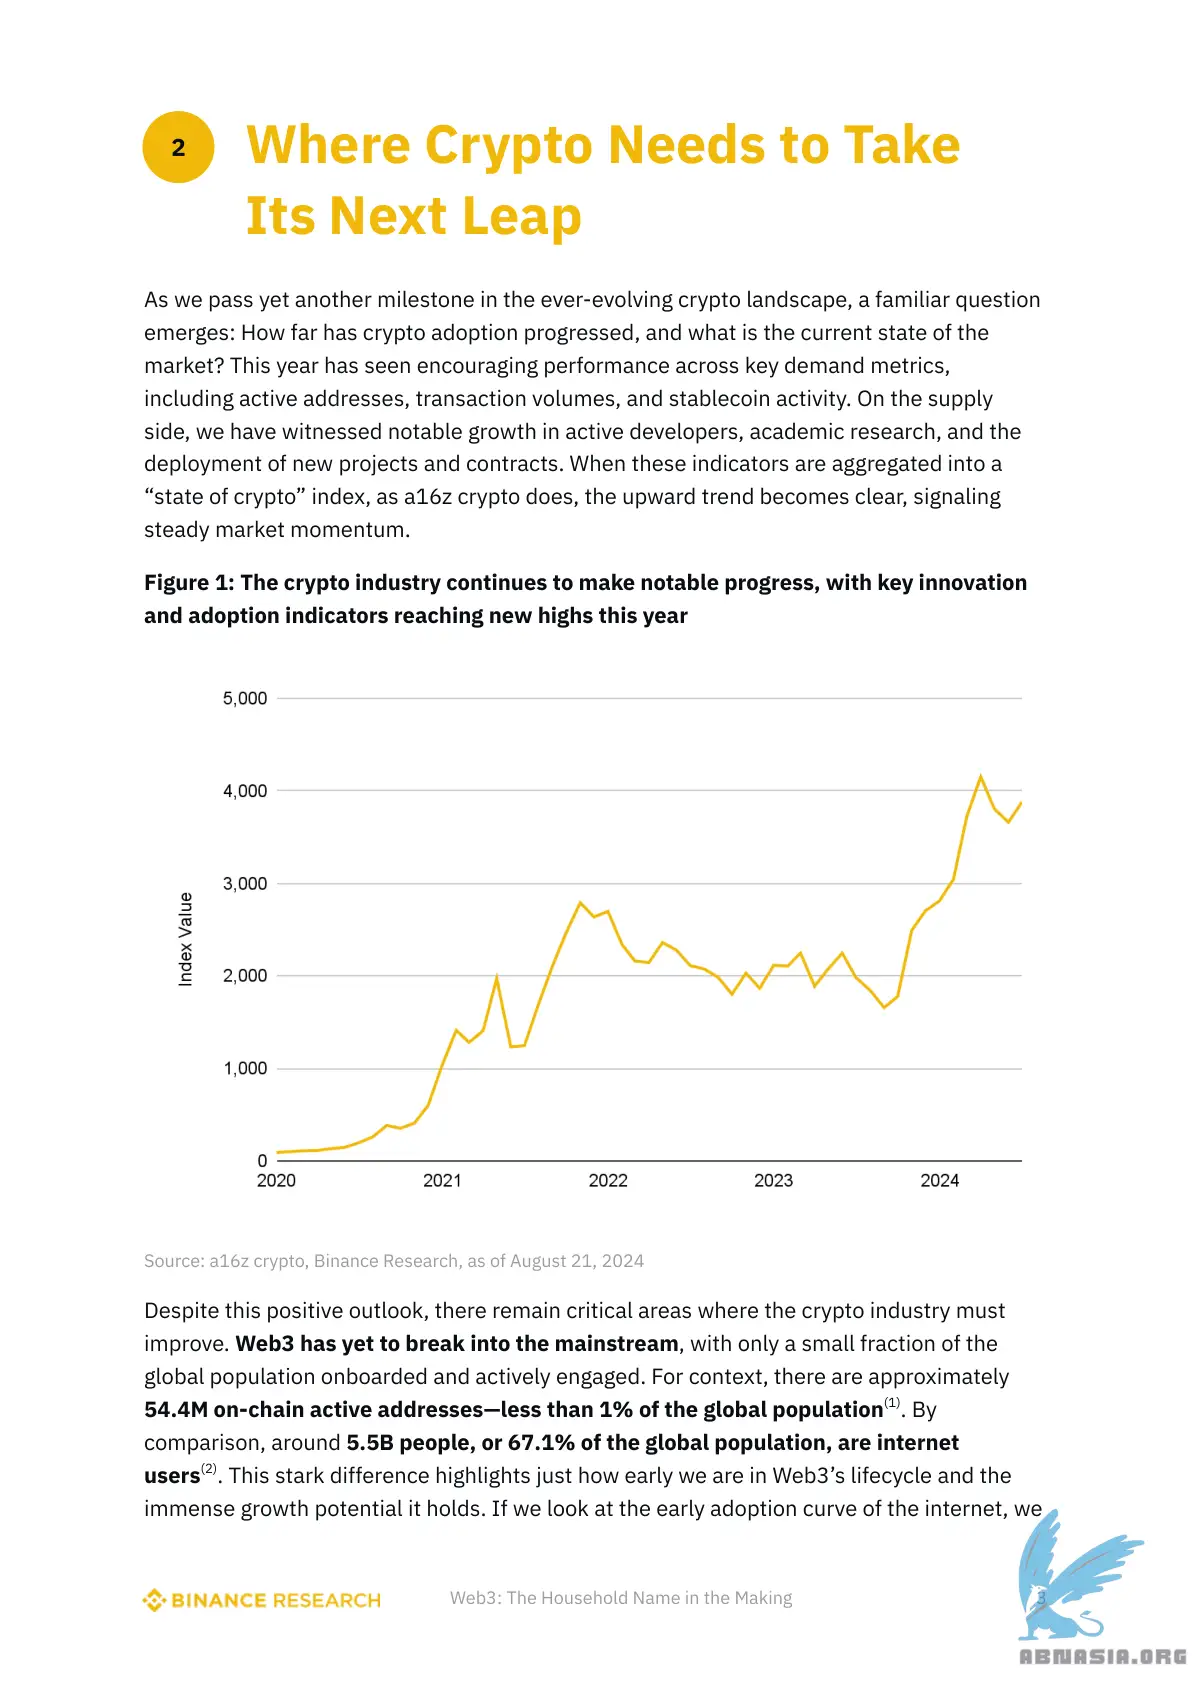 2
Where Crypto Needs to Take
Its Next Leap
As we pass yet another milestone in the ever-evolving crypto landscape, a familiar question
emerges: How far has crypto adoption progressed, and what is the current state of the
market? This year has seen encouraging performance across key demand metrics,
including active addresses, transaction volumes, and stablecoin activity. On the supply
side, we have witnessed notable growth in active developers, academic research, and the
deployment of new projects and contracts. When these indicators are aggregated into a
“state of crypto” index, as a16z crypto does, the upward trend becomes clear, signaling
steady market momentum.
Figure 1: The crypto industry continues to make notable progress, with key innovation
and adoption indicators reaching new highs this year
5,000
4,000
3,000
2,000
1,000
0
Index Value
2020 2021 2022 2023 2024
Source: a16z crypto, Binance Research, as of August 21, 2024
Despite this positive outlook, there remain critical areas where the crypto industry must
improve. Web3 has yet to break into the mainstream, with only a small fraction of the
global population onboarded and actively engaged. For context, there are approximately
54.4M on-chain active addresses—less than 1% of the global population(1). By
comparison, around 5.5B people, or 67.1% of the global population, are internet
users(2). This stark difference highlights just how early we are in Web3’s lifecycle and the
immense growth potential it holds. If we look at the early adoption curve of the internet, we
BINANCE RESEARCH
Web3: The Household Name in the Making
3
ABNASIA.ORG